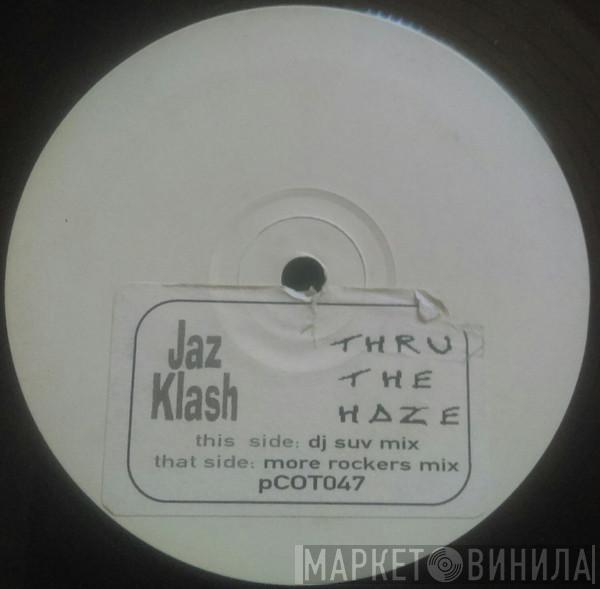 Jaz
Klash
THRU
THE
HAZE
this side: dj suv mix
that side: more rockers mix
pCOT047
МАРКЕТ ВИНИЛА